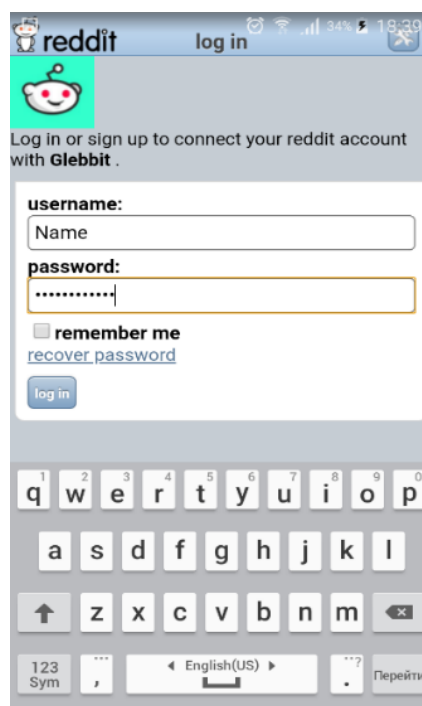 34% 18:39
reddit log in
Log in or sign up to connect your reddit account
with Glebbit .
username:
Name
password:
••••••••••••
remember me
recover password
log in
1 2 3 4 5 6 7 8 9 0
q w e r t y u i o p
a s d f g h j k l
z x c v b n m
123 ... English(US) ...?
Sym , . Перейти